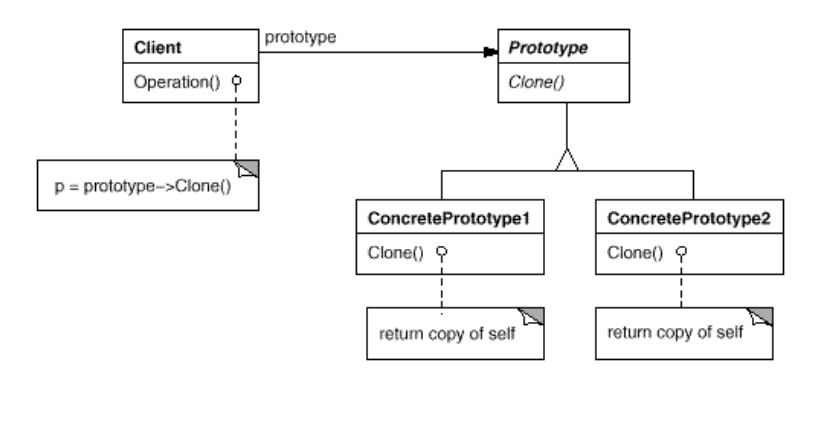 Client
prototype
Prototype
Operation()
Clone()
p = prototype–>Clone()
ConcretePrototype1
ConcretePrototype2
Clone()
Clone()
return copy of self
return copy of self